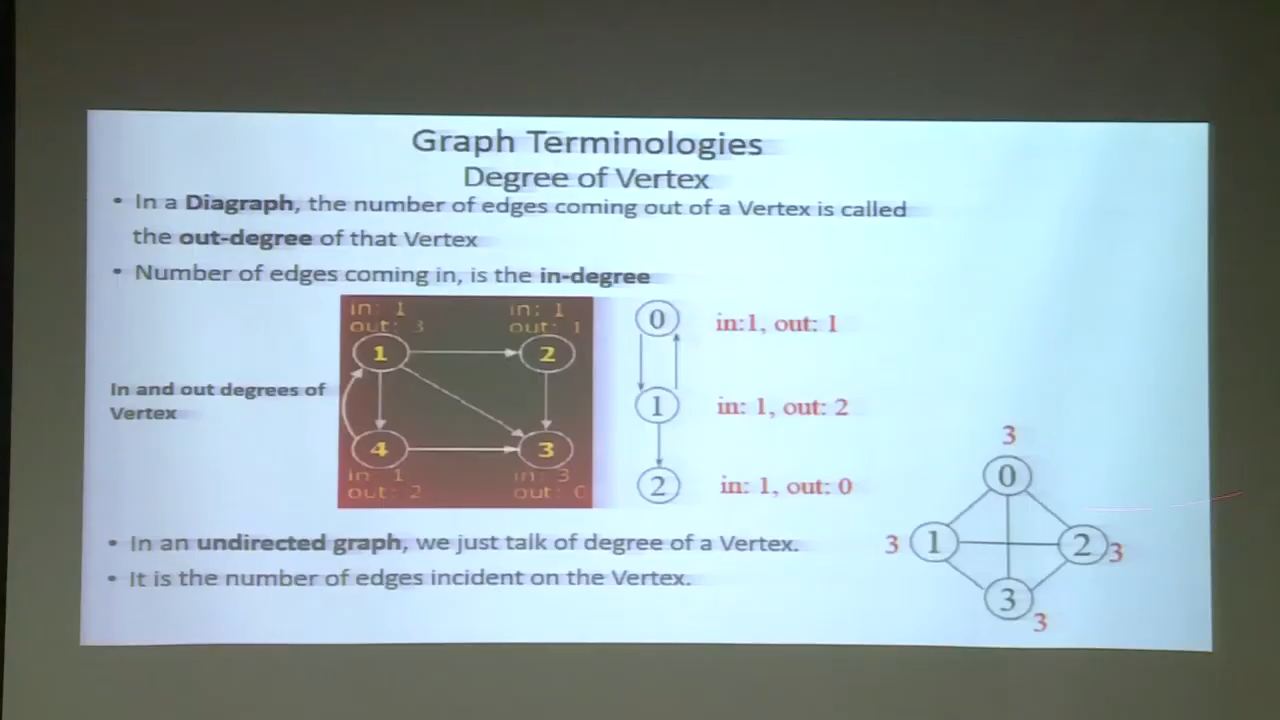 Graph Terminologies
Degree of Vertex
• In a Diagraph, the number of edges coming out of a Vertex is called
the out-degree of that Vertex
• Number of edges coming in, is the in-degree
in: 1
out: 3
in: 1
out: 1
1
2
In and out degrees of
Vertex
4
3
in: 1
out: 2
in: 3
out: 0
0
in:1, out: 1
1
in: 1, out: 2
2
in: 1, out: 0
3
0
3 1
2 3
3
3
• In an undirected graph, we just talk of degree of a Vertex.
• It is the number of edges incident on the Vertex.